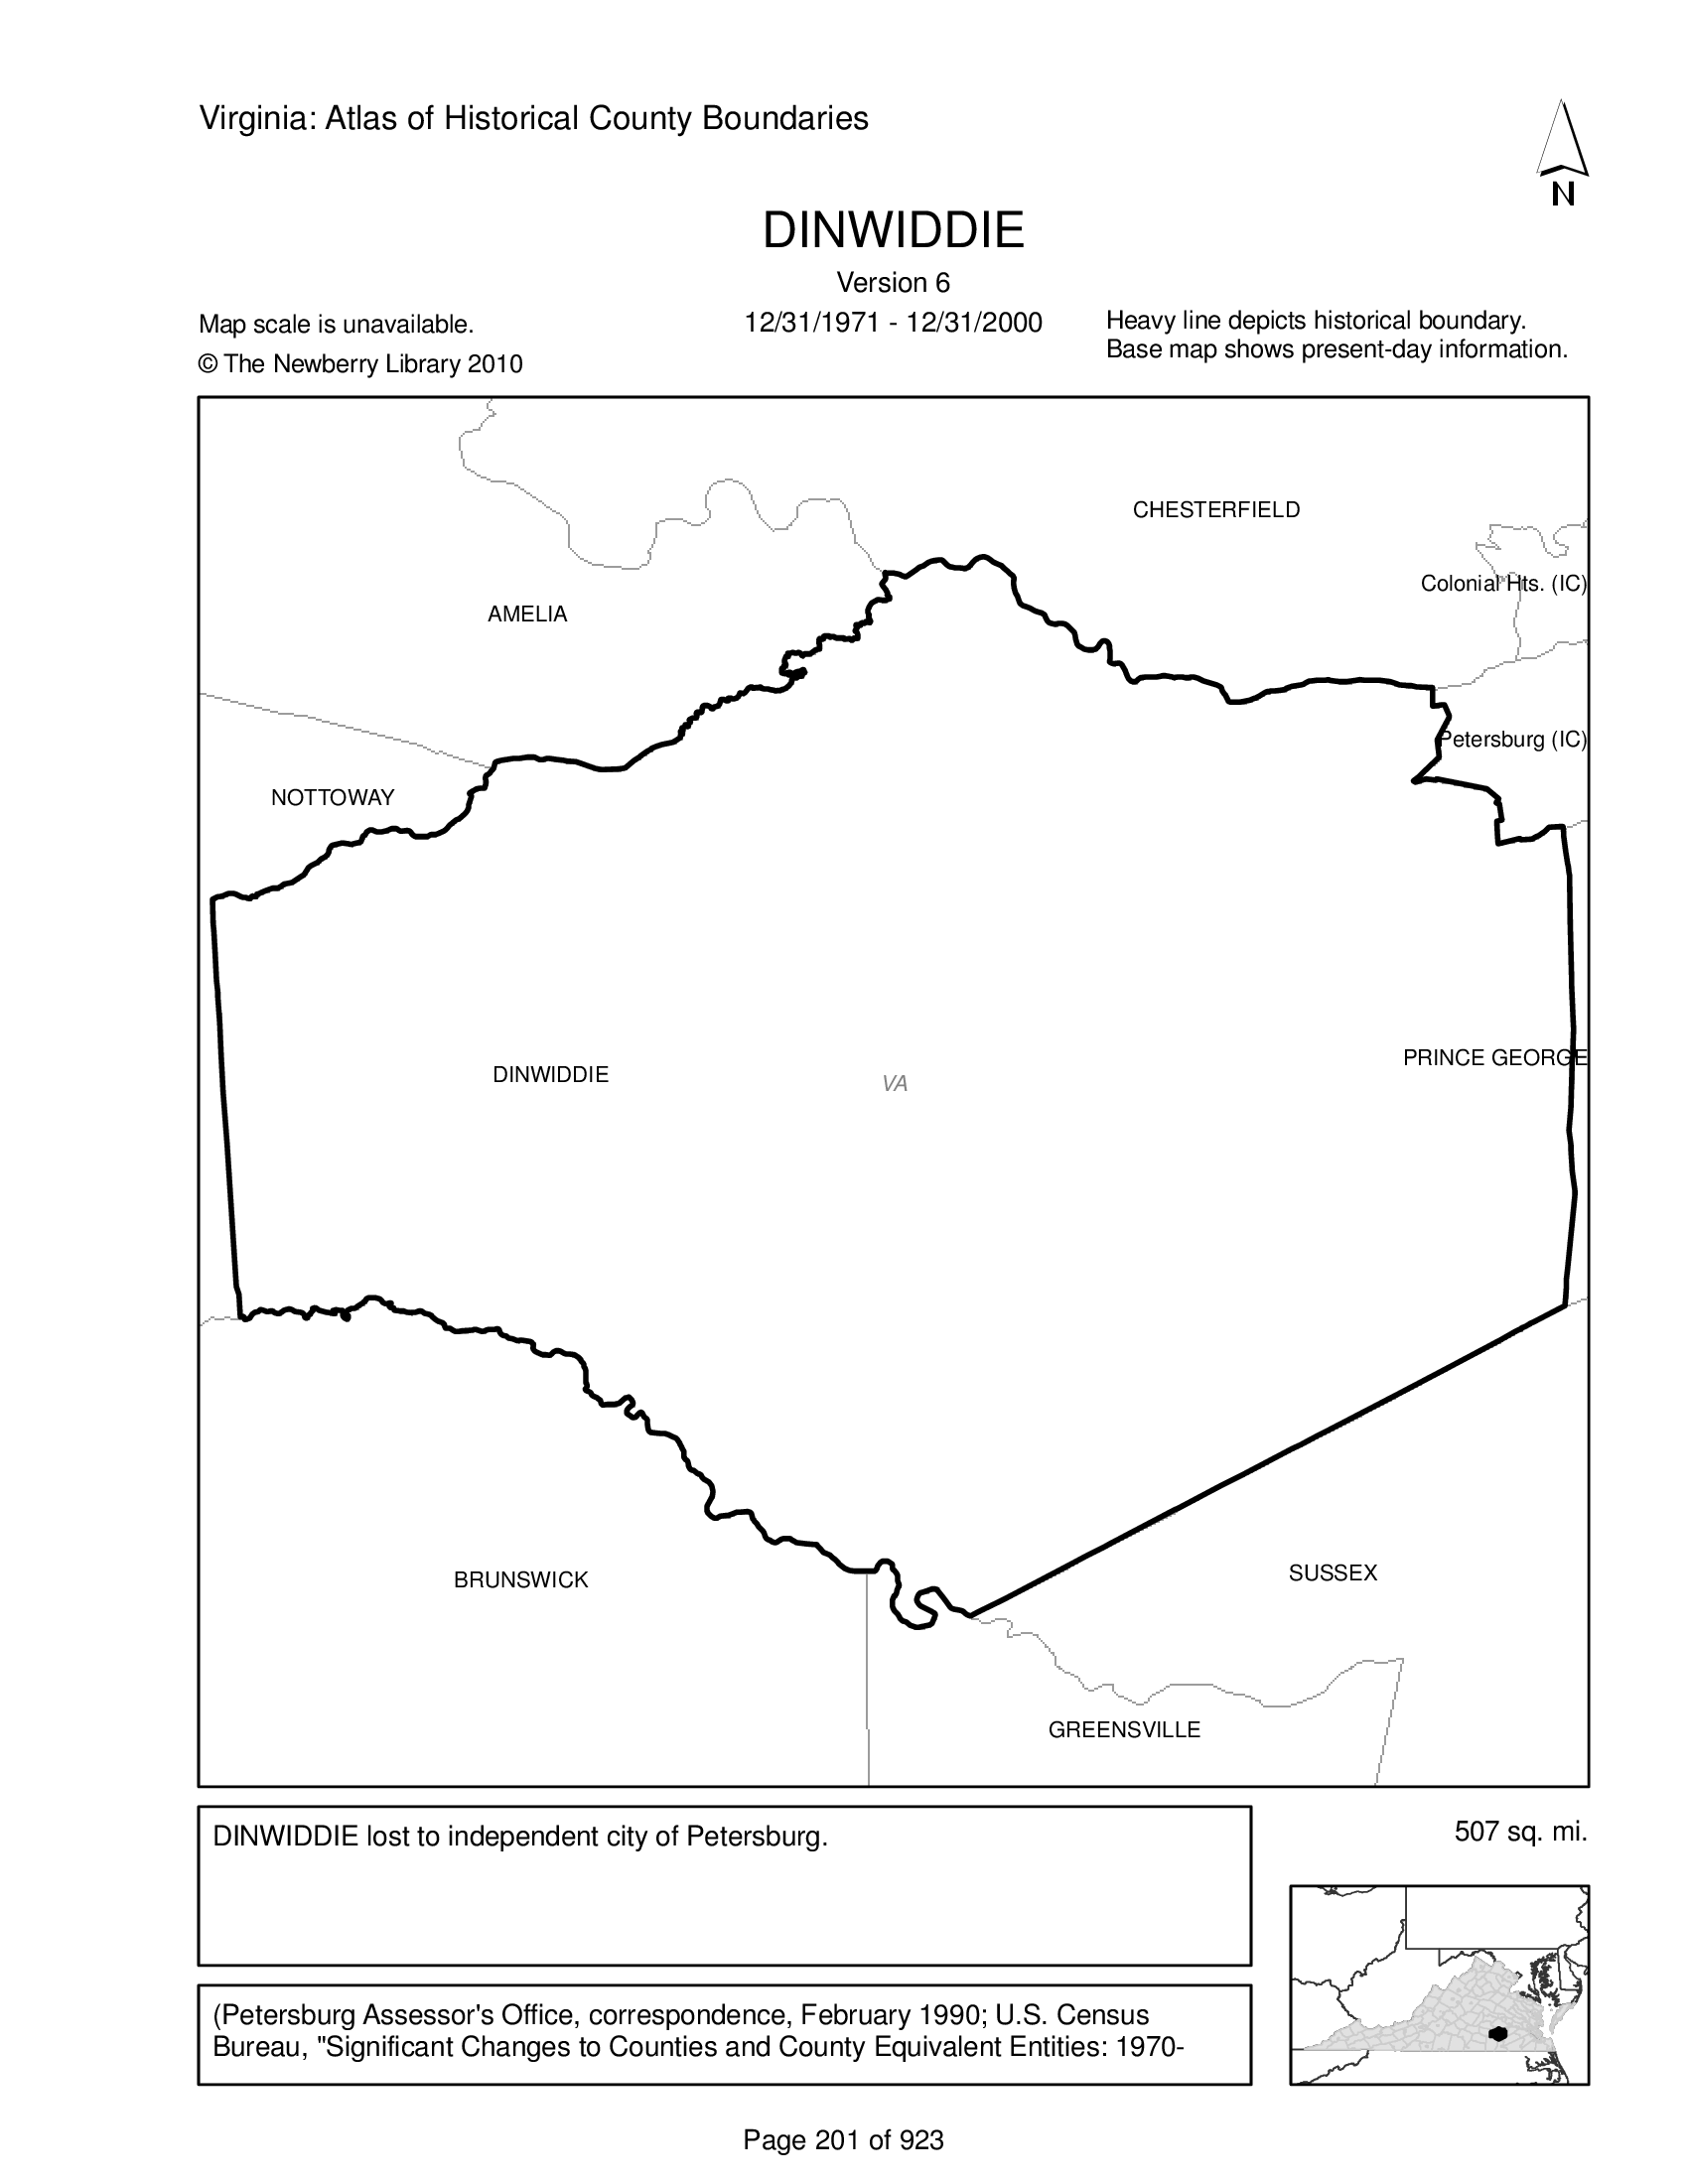 Virginia: Atlas of Historical County Boundaries
N
DINWIDDIE
Version 6
12/31/1971 - 12/31/2000
Map scale is unavailable.
© The Newberry Library 2010
Heavy line depicts historical boundary.
Base map shows present-day information.
CHESTERFIELD
Colonial Hts. (IC)
AMELIA
Petersburg (IC)
NOTTOWAY
PRINCE GEORGE
DINWIDDIE
VA
SUSSEX
BRUNSWICK
GREENSVILLE
DINWIDDIE lost to independent city of Petersburg.
507 sq. mi.
(Petersburg Assessor's Office, correspondence, February 1990; U.S. Census
Bureau, "Significant Changes to Counties and County Equivalent Entities: 1970-
Page 201 of 923